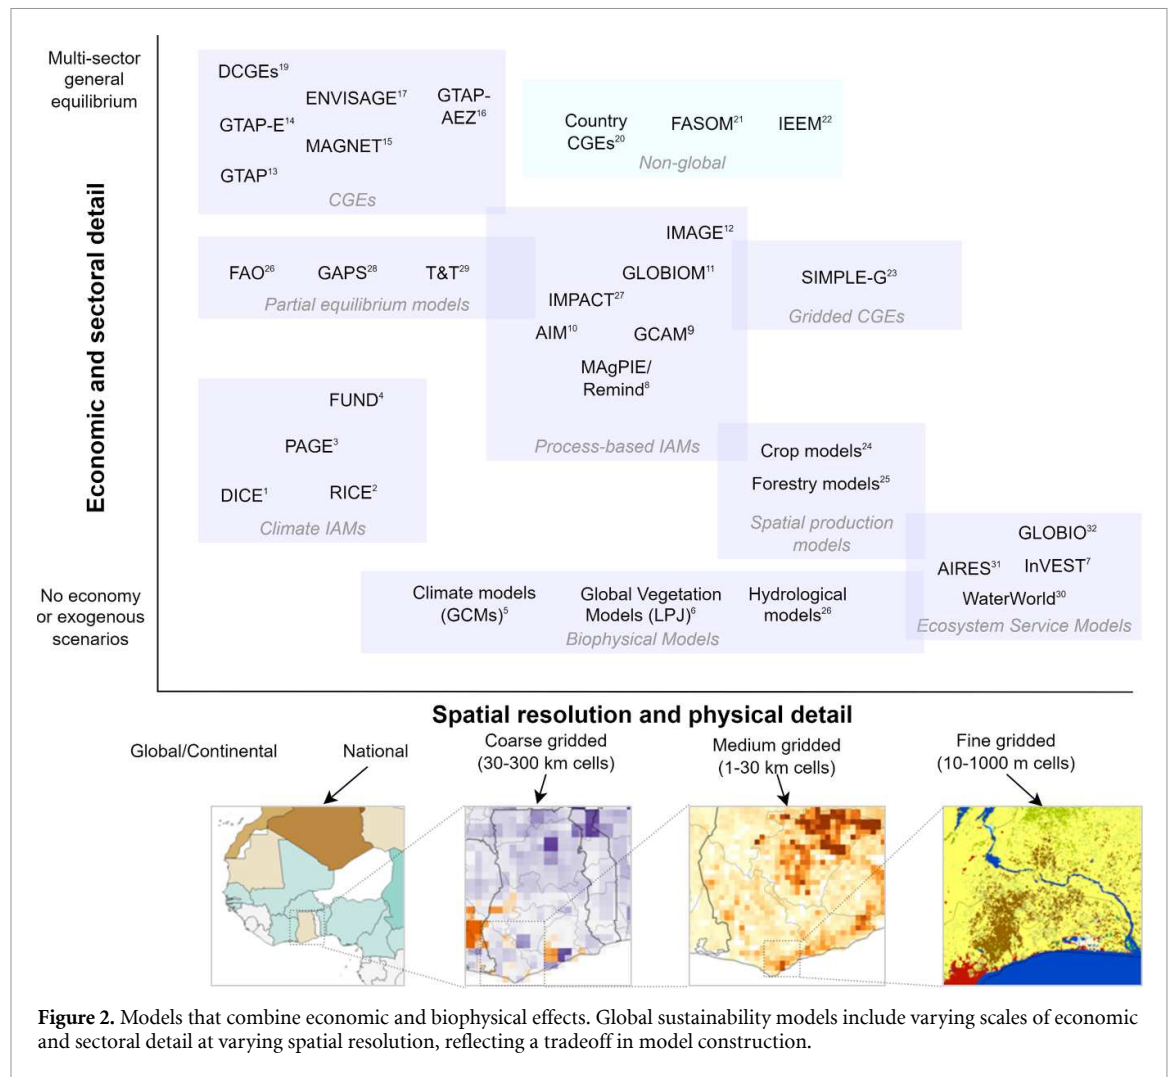 Multi-sector
general
equilibrium
DCGEs19
ENVISAGE17
GTAP-
AEZ16
GTAP-E14
MAGNET15
GTAP13
CGEs
Country
CGEs20
FASOM21
IEEM22
Non-global
Economic and sectoral detail
IMAGE12
FAO26
GAPS28
T&T29
Partial equilibrium models
GLOBIOM11
IMPACT27
AIM10
GCAM9
MAgPIE/
Remind8
Process-based IAMs
SIMPLE-G23
Gridded CGEs
FUND4
PAGE3
DICE1
RICE2
Climate IAMs
Crop models24
Forestry models25
Spatial production
models
GLOBIO32
AIRES31
InVEST7
WaterWorld30
Ecosystem Service Models
No economy
or exogenous
scenarios
Climate models
(GCMs)5
Global Vegetation
Models (LPJ)6
Hydrological
models26
Biophysical Models
Spatial resolution and physical detail
Global/Continental
National
Coarse gridded
(30-300 km cells)
Medium gridded
(1-30 km cells)
Fine gridded
(10-1000 m cells)
Figure 2. Models that combine economic and biophysical effects. Global sustainability models include varying scales of economic
and sectoral detail at varying spatial resolution, reflecting a tradeoff in model construction.